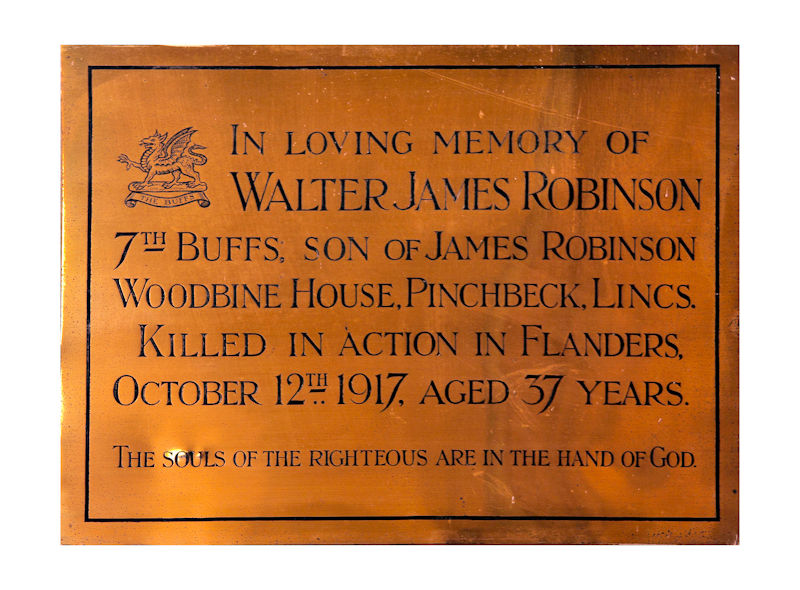 IN LOVING MEMORY OF
WALTER JAMES ROBINSON
THE BUFFS
7TH BUFFS, SON OF JAMES ROBINSON
WOODBINE HOUSE, PINCHBECK, LINCS.
KILLED IN ACTION IN FLANDERS,
OCTOBER 12TH 1917, AGED 37 YEARS.
THE SOULS OF THE RIGHTEOUS ARE IN THE HAND OF GOD.